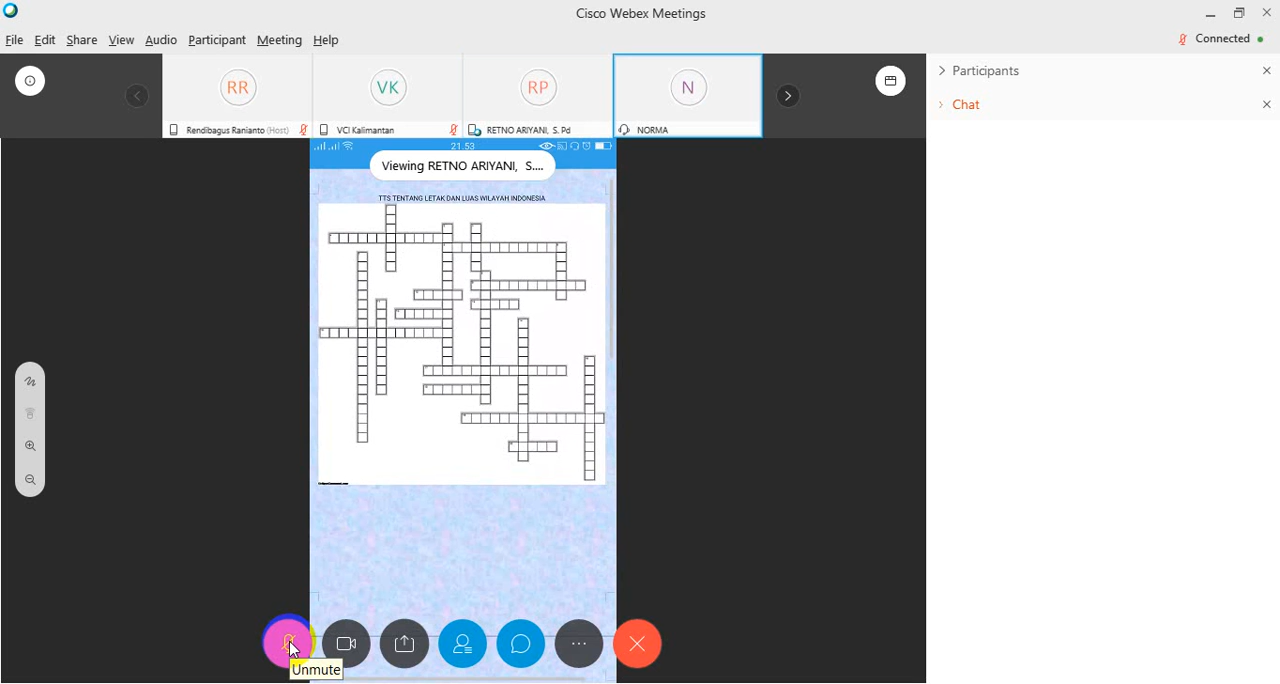 Cisco Webex Meetings
File Edit Share View Audio Participant Meeting Help
Connected
RR
VK
RP
N
Rendibagus Ranianto (Host)
VCI Kalimantan
RETNO ARIYANI, S. Pd
NORMA
Participants
Chat
21.53
Viewing RETNO ARIYANI, S....
TTS TENTANG LETAK DAN LUAS WILAYAH INDONESIA
Unmute